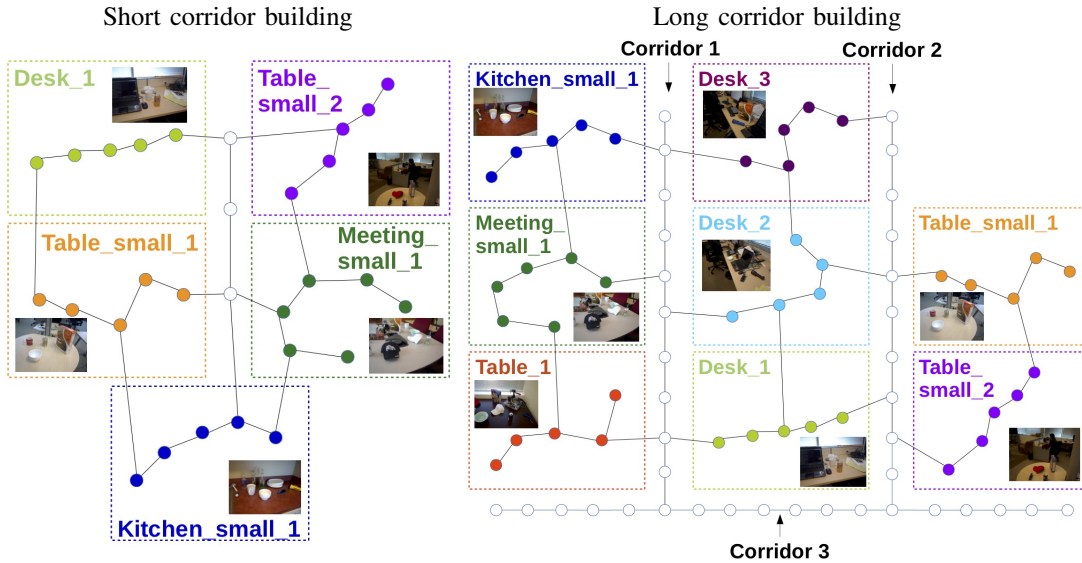 Short corridor building
Desk_1
Table_
small_2
Table_small_1
Meeting_
small_1
Kitchen_small_1
Long corridor building
Corridor 1
Corridor 2
Kitchen_small_1
Desk_3
Meeting_
small_1
Desk_2
Table_small_1
Table_1
Desk_1
Table_
small_2
Corridor 3